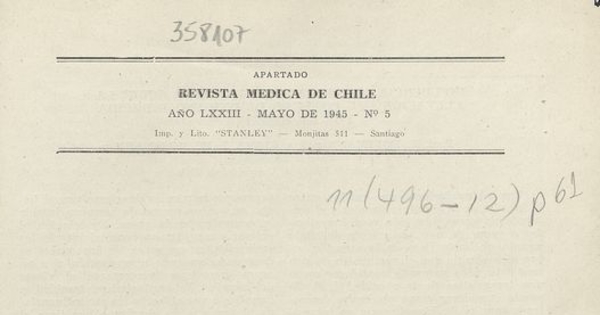 358107
APARTADO
REVISTA MEDICA DE CHILE
AÑO LXXIII - MAYO DE 1945 - Nº 5
Imp. y Lito. "STANLEY" — Monjitas 511 — Santiago
11(496-12) p61